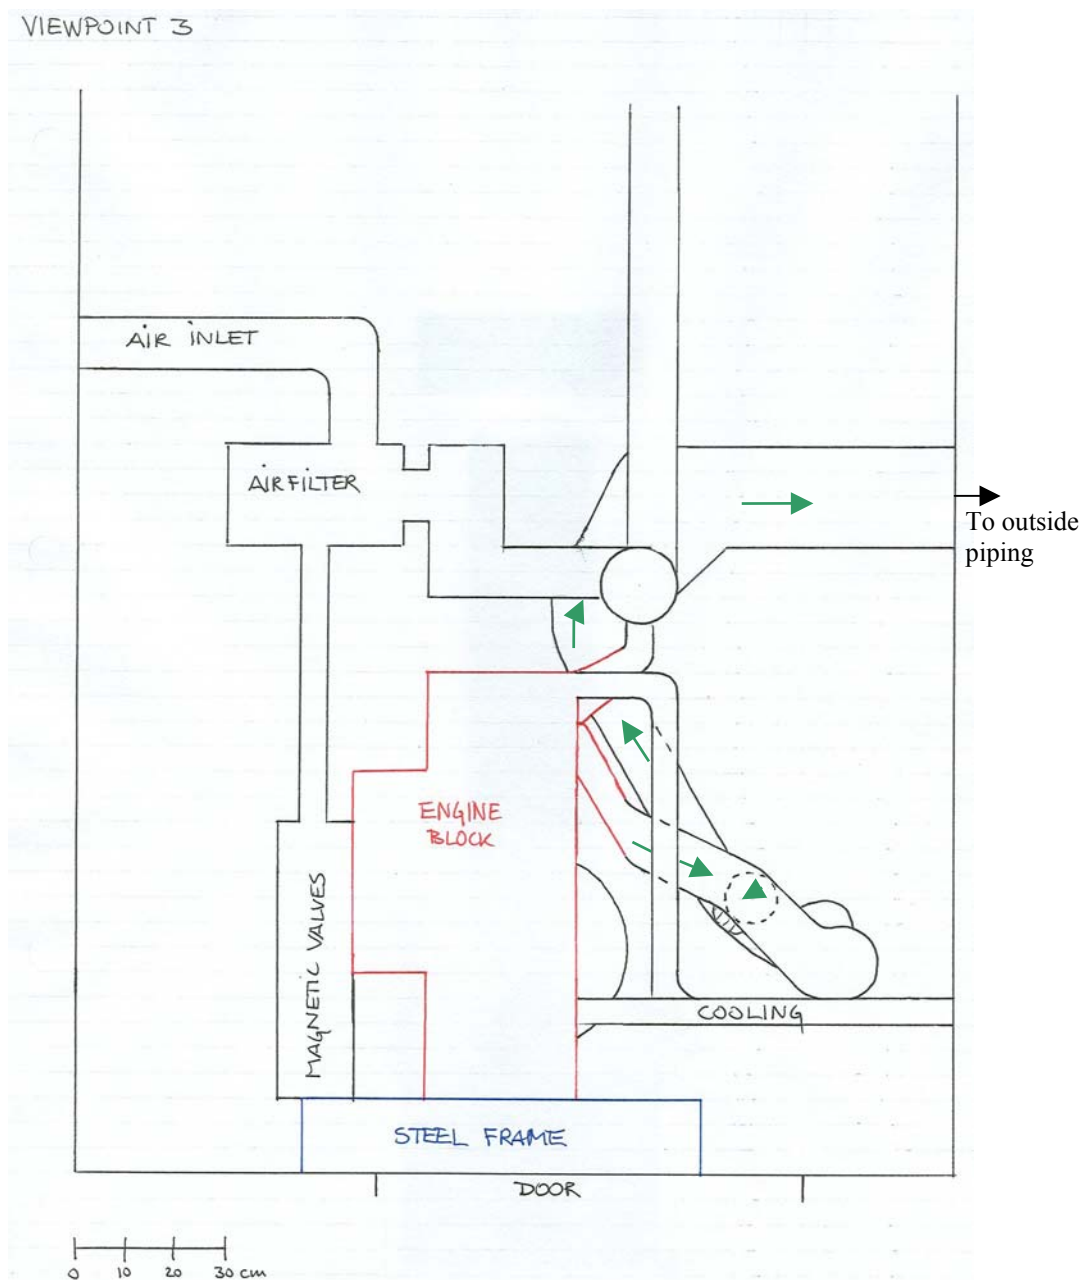 VIEWPOINT 3
AIR INLET
AIRFILTER
To outside
piping
ENGINE
BLOCK
MAGNETIC VALVES
COOLING
STEEL FRAME
DOOR
0 10 20 30 cm